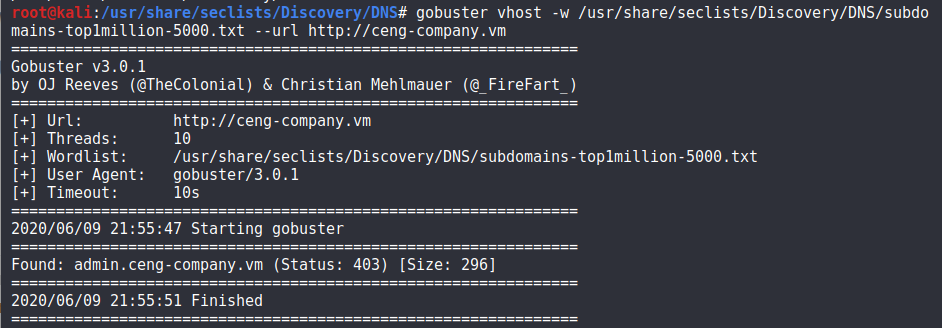 root@kali:/usr/share/seclists/Discovery/DNS# gobuster vhost -w /usr/share/seclists/Discovery/DNS/subdo
mains-top1million-5000.txt --url http://ceng-company.vm
===============================================================
Gobuster v3.0.1
by OJ Reeves (@TheColonial) & Christian Mehlmauer (@_FireFart_)
===============================================================
[+] Url:          http://ceng-company.vm
[+] Threads:      10
[+] Wordlist:     /usr/share/seclists/Discovery/DNS/subdomains-top1million-5000.txt
[+] User Agent:   gobuster/3.0.1
[+] Timeout:      10s
===============================================================
2020/06/09 21:55:47 Starting gobuster
===============================================================
Found: admin.ceng-company.vm (Status: 403) [Size: 296]
===============================================================
2020/06/09 21:55:51 Finished
===============================================================